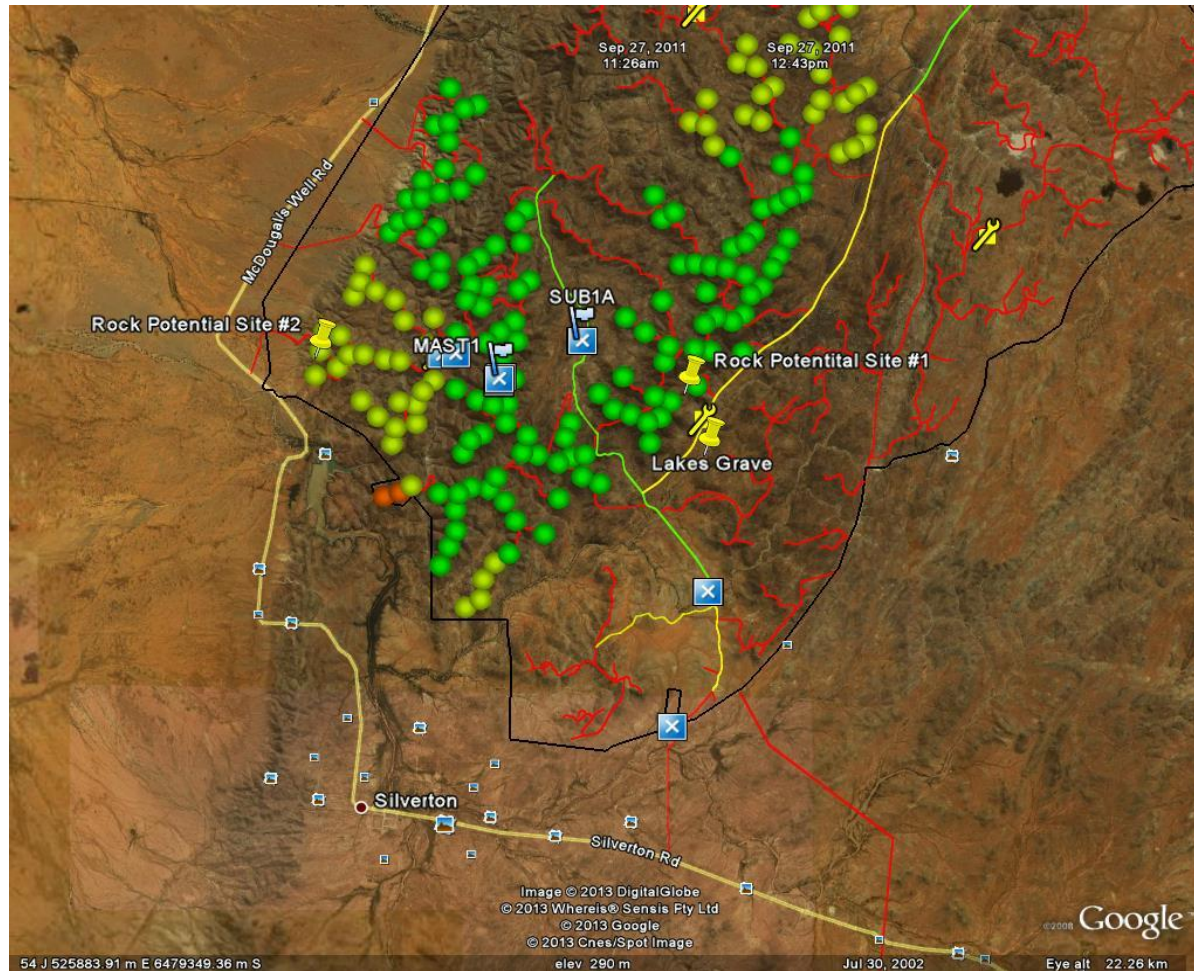 Sep 27, 2011
11:26am
Sep 27, 2011
12:43pm
McDougalls Well Rd
SUB1A
Rock Potential Site #2
MAST1
Rock Potentital Site #1
Lakes Grave
Silverton
Silverton Rd
Image © 2013 DigitalGlobe
© 2013 Whereis® Sensis Pty Ltd
© 2013 Google
© 2013 Cnes/Spot Image
©2008 Google
54 J 525883.91 m E 6479349.36 m S
elev 290 m
Jul 30, 2002
Eye alt 22.26 km